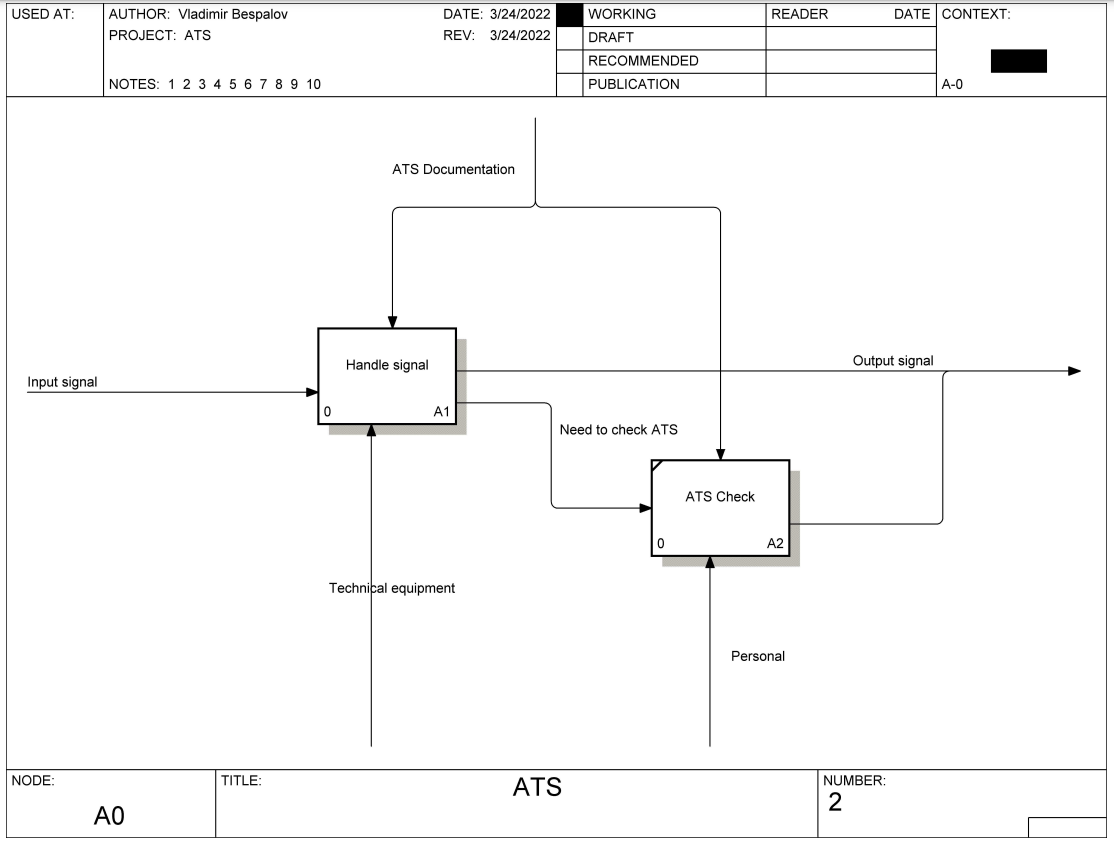 USED AT:
AUTHOR: Vladimir Bespalov
DATE: 3/24/2022
PROJECT: ATS
REV: 3/24/2022
NOTES: 1 2 3 4 5 6 7 8 9 10
WORKING
DRAFT
RECOMMENDED
PUBLICATION
READER
DATE
CONTEXT:
A-0
ATS Documentation
Input signal
Handle signal
0
A1
Output signal
Need to check ATS
ATS Check
0
A2
Technical equipment
Personal
NODE:
A0
TITLE:
ATS
NUMBER:
2